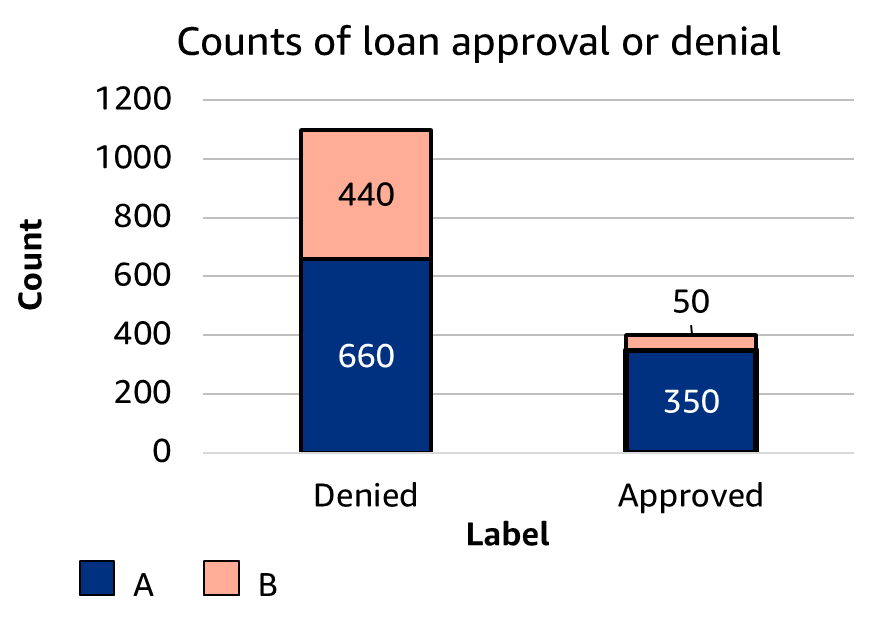 Counts of loan approval or denial
1200
1000
800
600
400
200
0
Count
440
660
50
350
Denied
Approved
Label
A
B